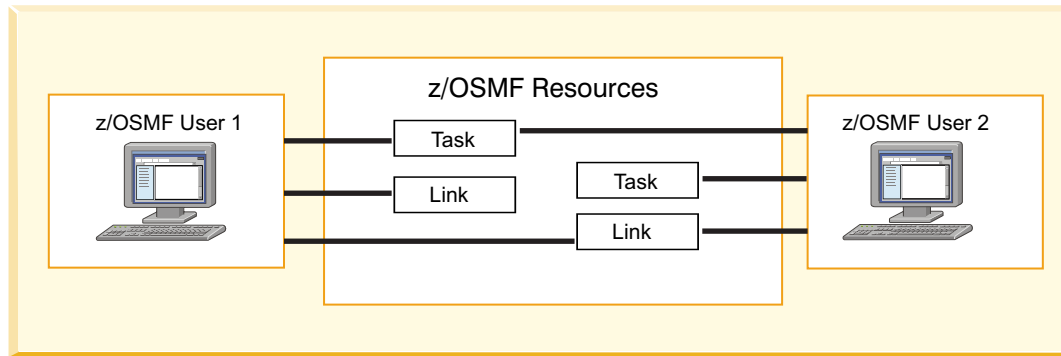 z/OSMF Resources
z/OSMF User 1
z/OSMF User 2
Task
Link
Task
Link